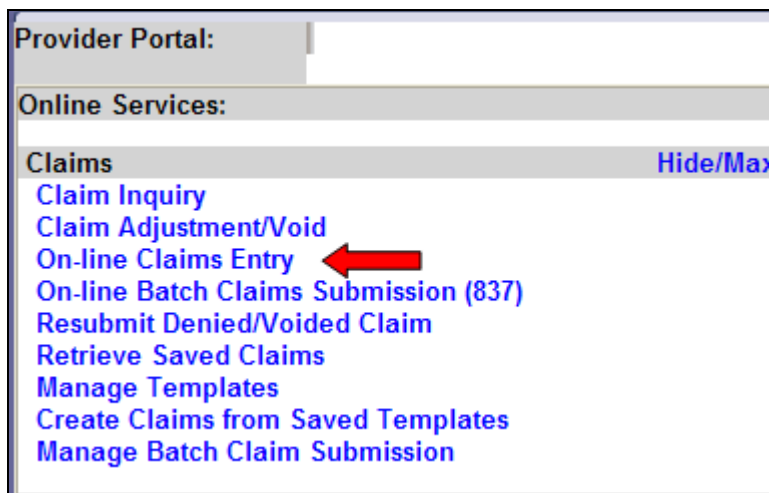 Provider Portal:
Online Services:
Claims Hide/Max
Claim Inquiry
Claim Adjustment/Void
On-line Claims Entry
On-line Batch Claims Submission (837)
Resubmit Denied/Voided Claim
Retrieve Saved Claims
Manage Templates
Create Claims from Saved Templates
Manage Batch Claim Submission